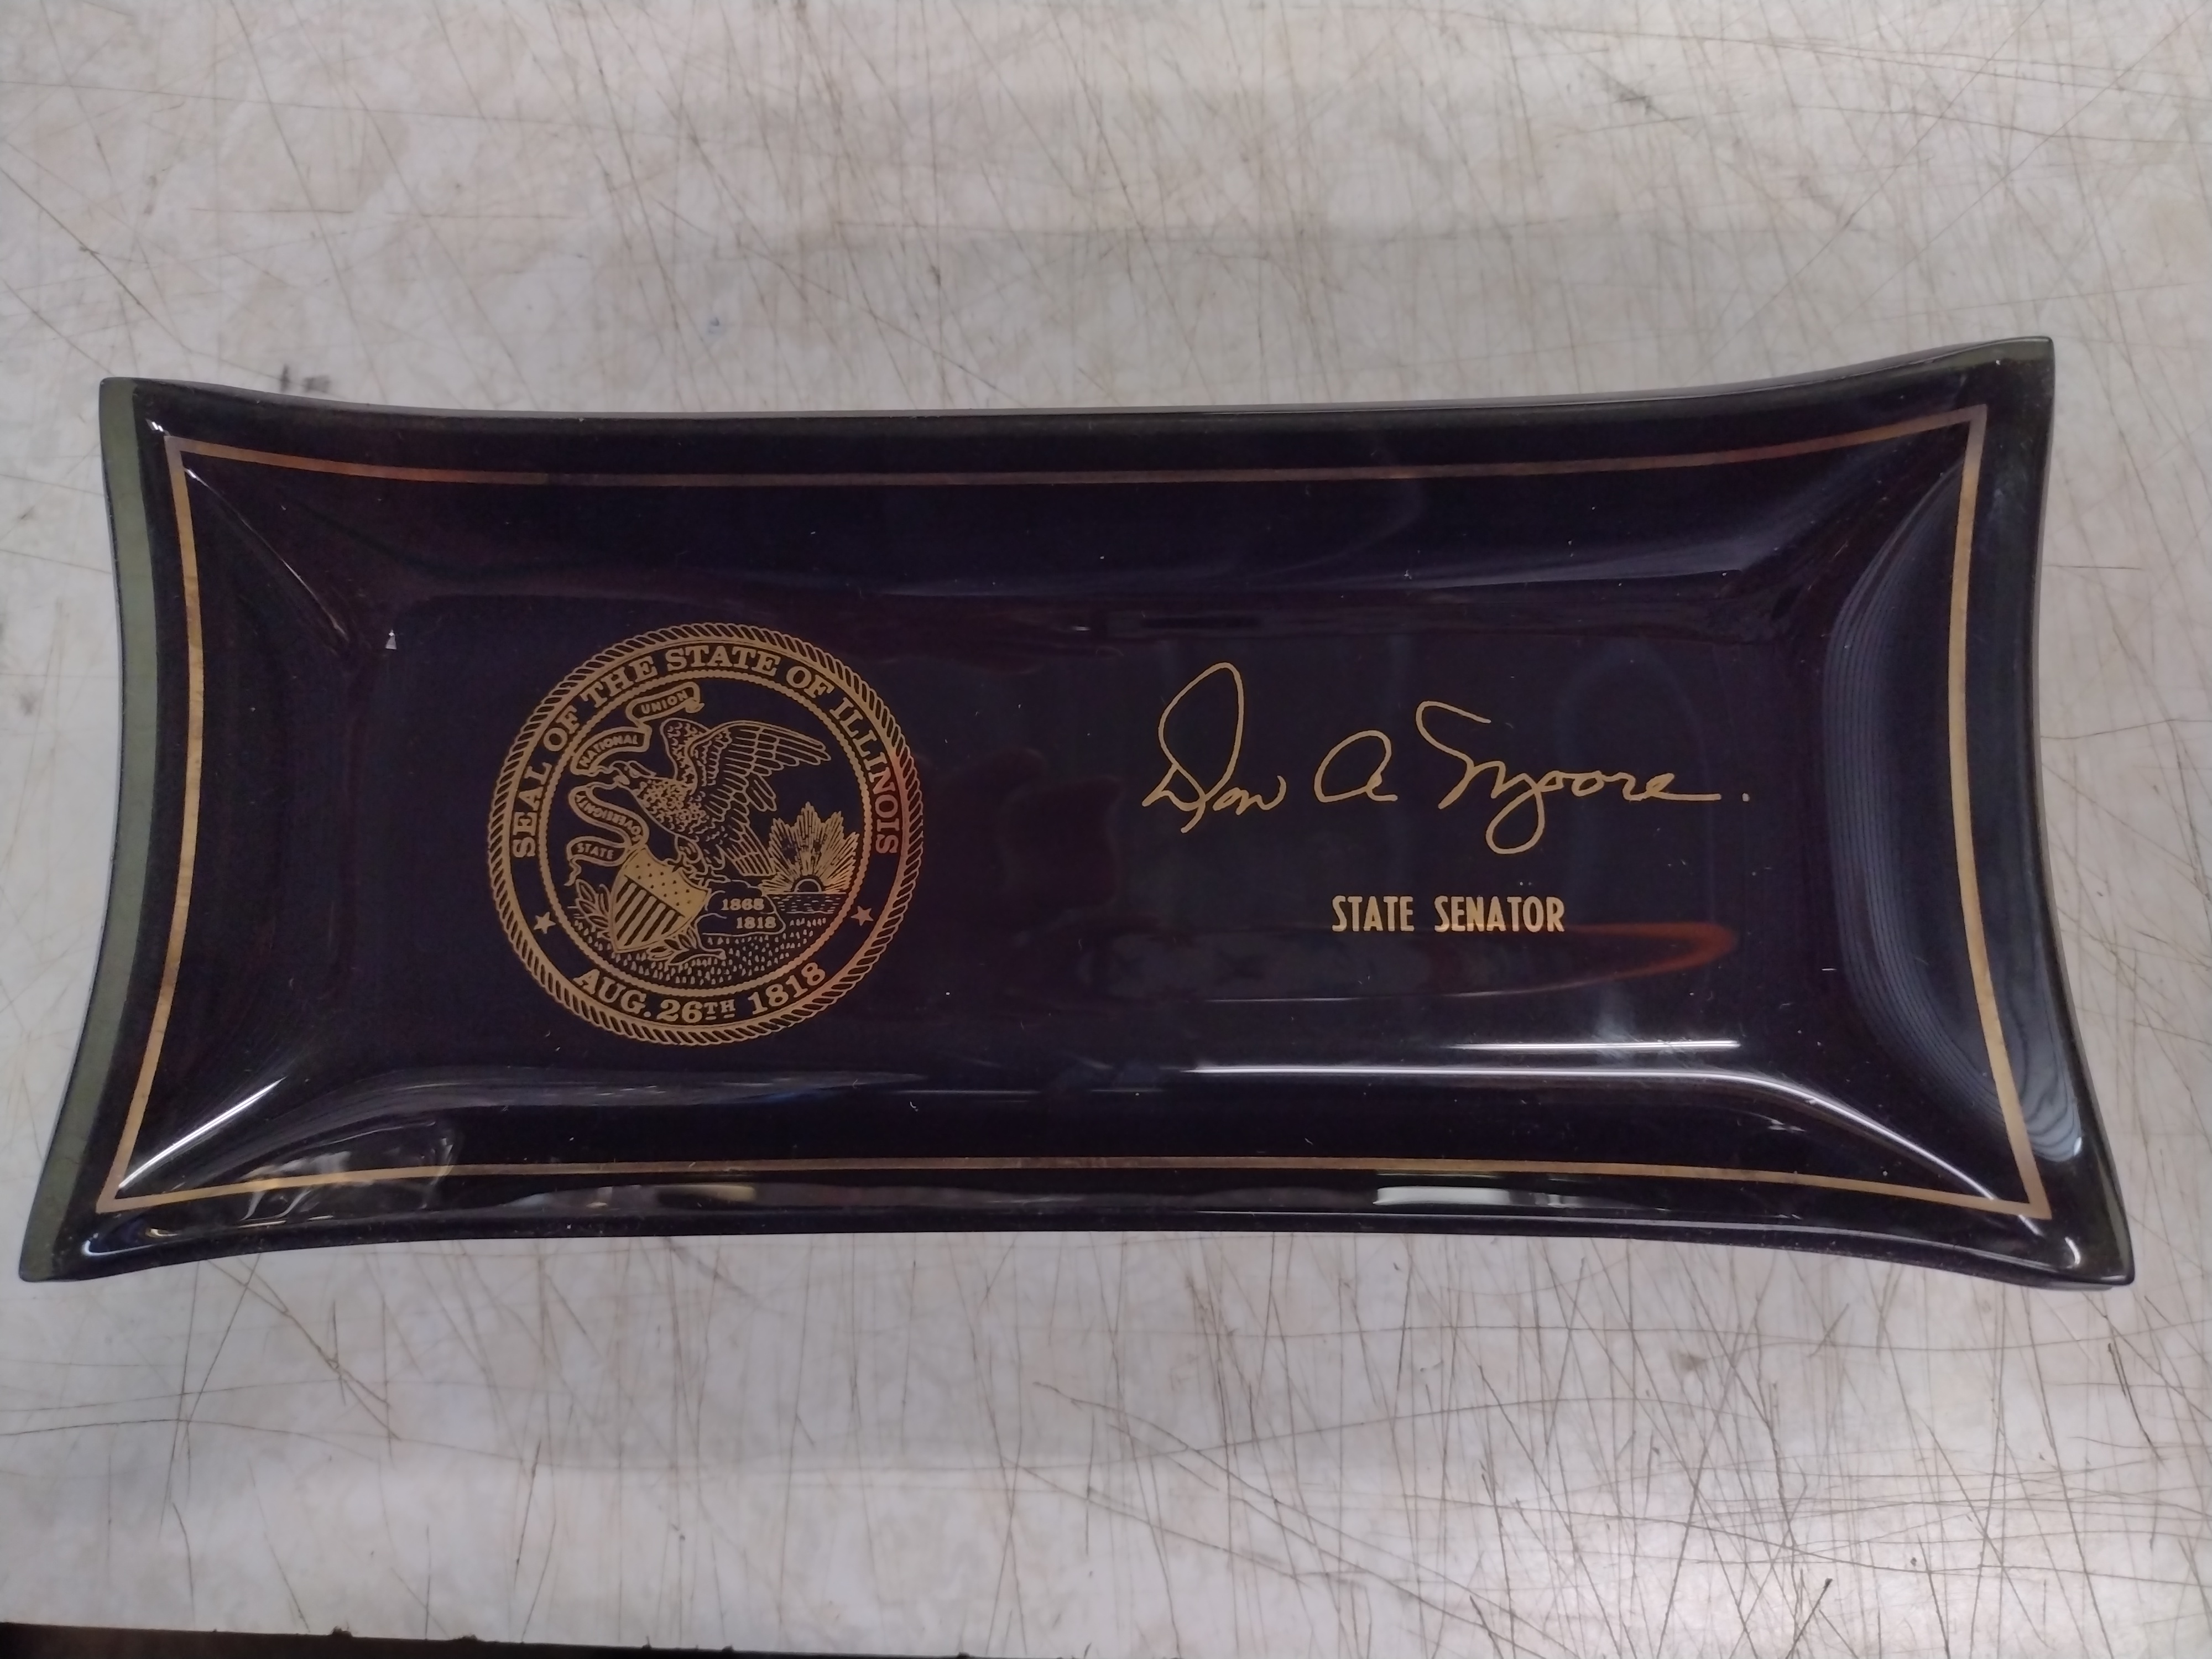 SEAL OF THE STATE OF ILLINOIS
UNION
NATIONAL
SOVEREIGNTY
STATE
1868
1818
AUG. 26TH 1818
Don A Moore.
STATE SENATOR